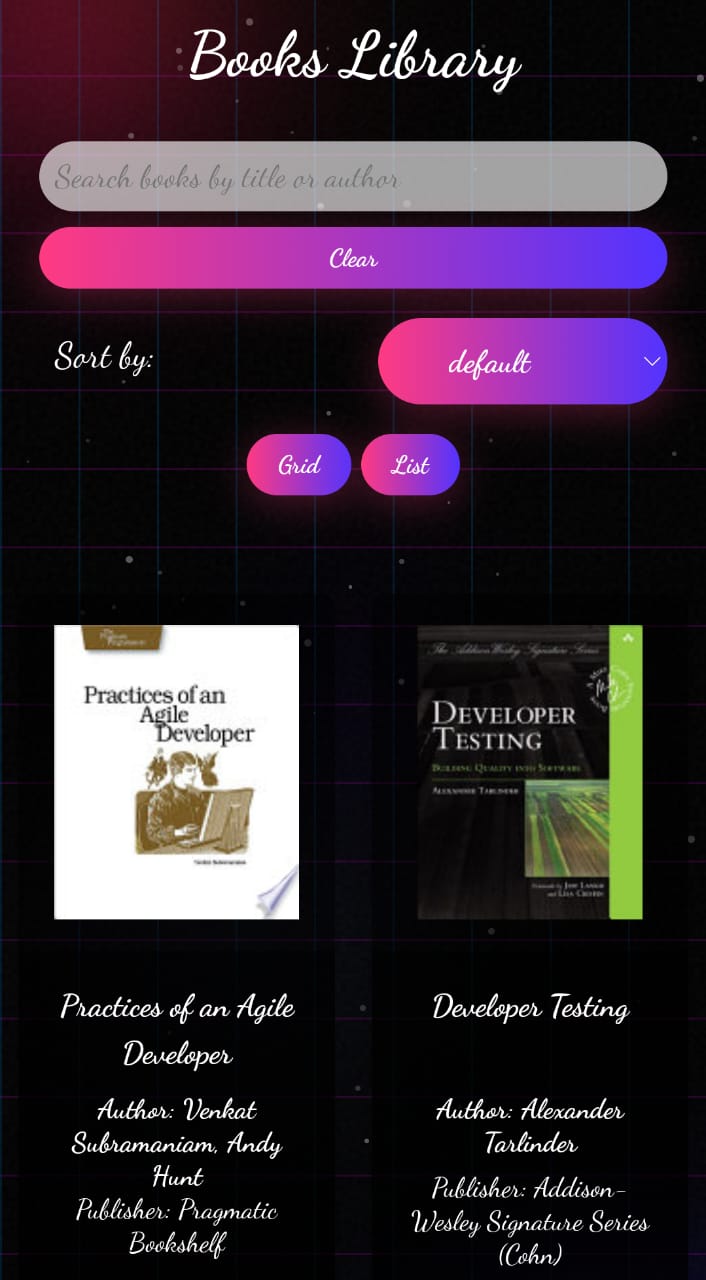 Books Library
Search books by title or author
Clear
Sort by:
default
Grid
List
The Pragmatic Programmers
Practices of an
Agile
Developer
Venkat Subramaniam
The Addison Wesley Signature Series
DEVELOPER
TESTING
BUILDING QUALITY INTO SOFTWARE
ALEXANDER TARLINDER
Forewords by JEFF LANGR
and LISA CRISPIN
Practices of an Agile
Developer
Author: Venkat
Subramaniam, Andy
Hunt
Publisher: Pragmatic
Bookshelf
Developer Testing
Author: Alexander
Tarlinder
Publisher: Addison-
Wesley Signature Series
(Cohn)